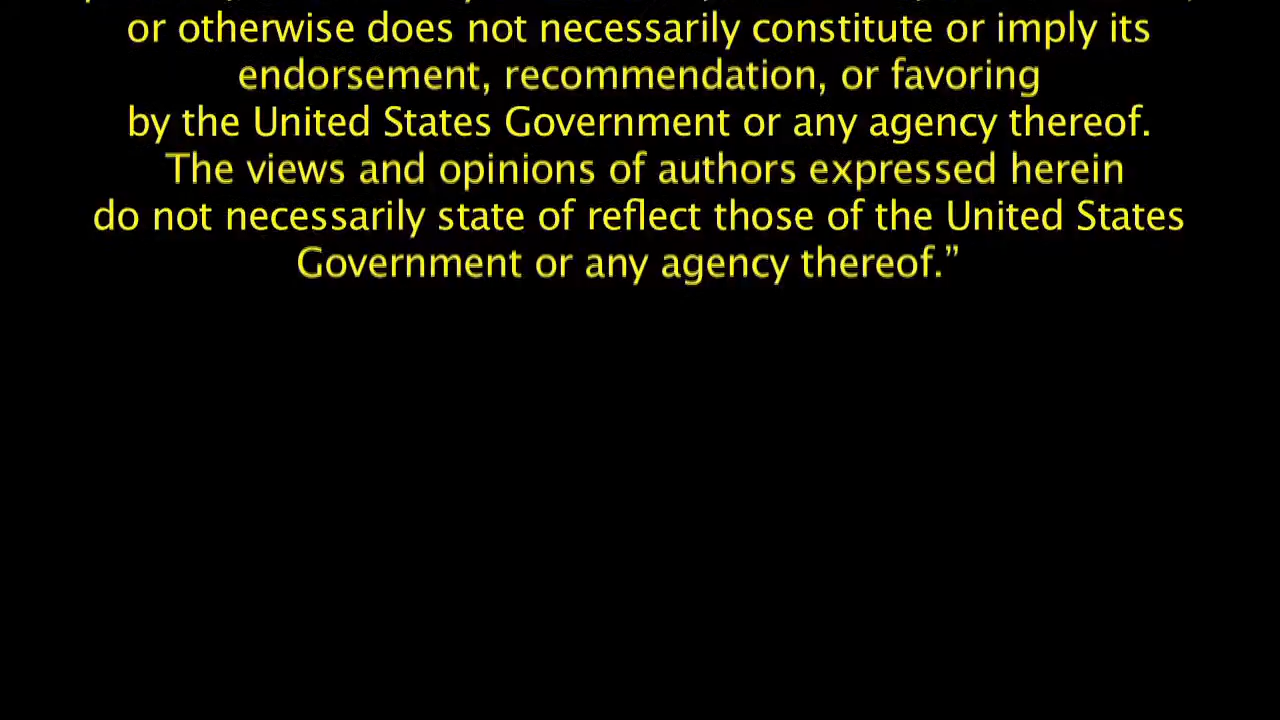 or otherwise does not necessarily constitute or imply its
endorsement, recommendation, or favoring
by the United States Government or any agency thereof.
The views and opinions of authors expressed herein
do not necessarily state of reflect those of the United States
Government or any agency thereof.”